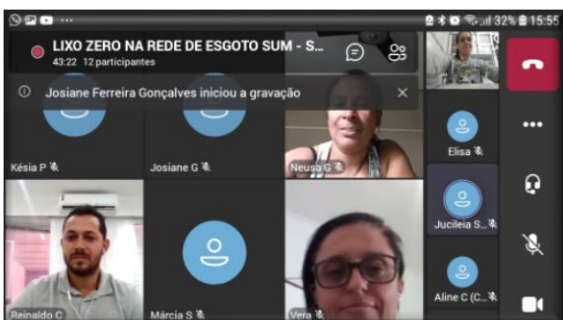 32% 15:55
LIXO ZERO NA REDE DE ESGOTO SUM - S...
43:22 12 participantes
Josiane Ferreira Gonçalves iniciou a gravação
Késia P
Josiane G
Neusa G
Elisa
Jucileia S...
Reinaldo C
Márcia S
Vera
Aline C (C...